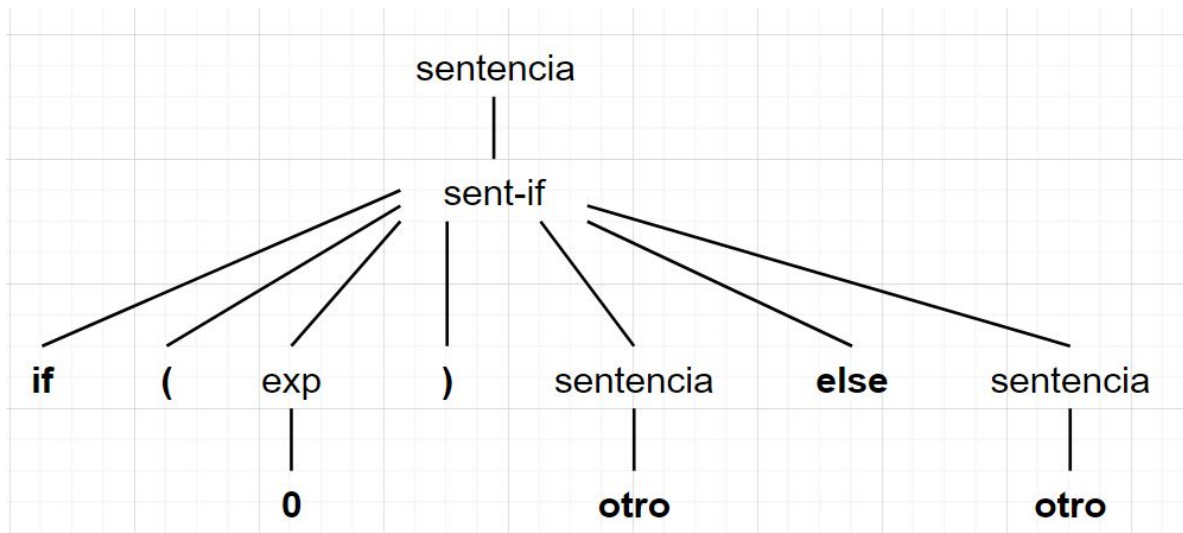 sentencia
sent-if
if ( exp ) sentencia else sentencia
0 otro otro